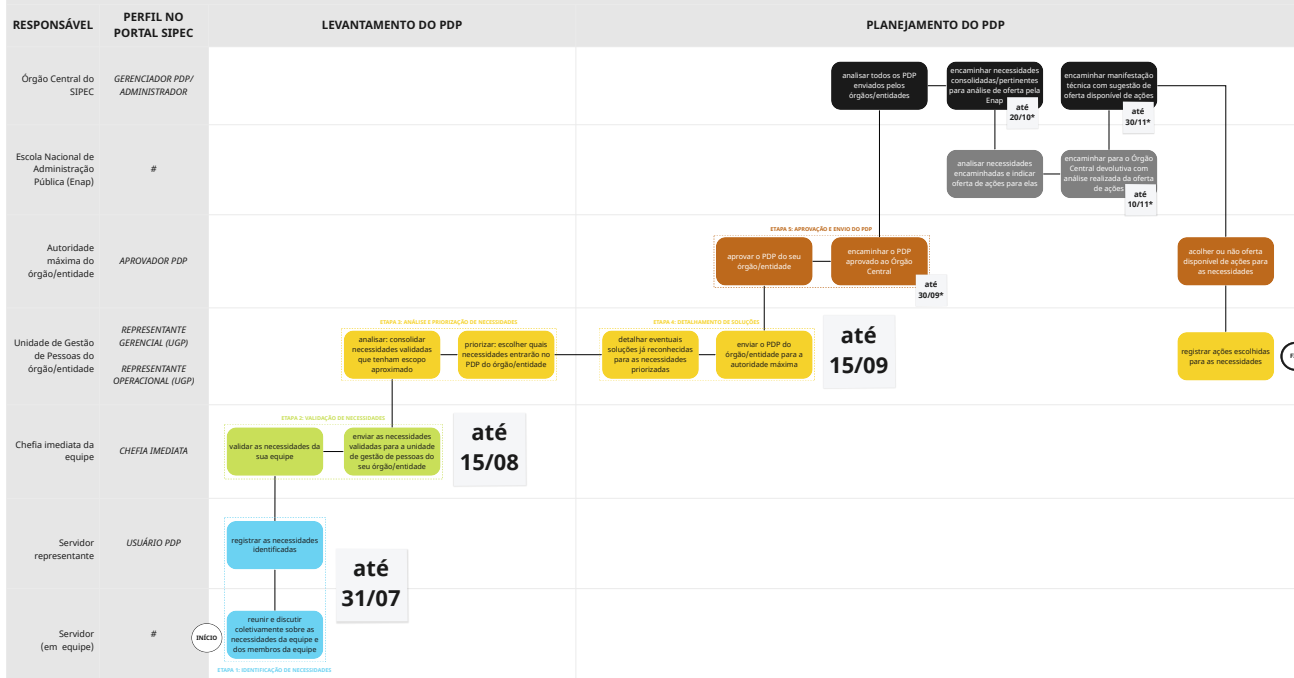 RESPONSÁVEL
PERFIL NO
PORTAL SIPEC
LEVANTAMENTO DO PDP
PLANEJAMENTO DO PDP
Órgão Central do
SIPEC
GERENCIADOR PDP/
ADMINISTRADOR
analisar todos os PDP
enviados pelos
órgãos/entidades
encaminhar necessidades
consolidadas/pertinentes
para análise de oferta pela
Enap
até
20/10*
encaminhar manifestação
técnica com sugestão de
oferta disponível de ações
até
30/11*
Escola Nacional de
Administração
Pública (Enap)
#
analisar necessidades
encaminhadas e indicar
oferta de ações para elas
encaminhar para o Órgão
Central devolutiva com
análise realizada da oferta
de ações
até
10/11*
Autoridade
máxima do
órgão/entidade
APROVADOR PDP
ETAPA 5: APROVAÇÃO E ENVIO DO PDP
aprovar o PDP do seu
órgão/entidade
encaminhar o PDP
aprovado ao Órgão
Central
até
30/09*
acolher ou não oferta
disponível de ações para
as necessidades
Unidade de Gestão
de Pessoas do
órgão/entidade
REPRESENTANTE
GERENCIAL (UGP)
REPRESENTANTE
OPERACIONAL (UGP)
ETAPA 3: ANÁLISE E PRIORIZAÇÃO DE NECESSIDADES
analisar: consolidar
necessidades validadas
que tenham escopo
aproximado
priorizar: escolher quais
necessidades entrarão no
PDP do órgão/entidade
ETAPA 4: DETALHAMENTO DE SOLUÇÕES
detalhar eventuais
soluções já reconhecidas
para as necessidades
priorizadas
enviar o PDP do
órgão/entidade para a
autoridade máxima
até
15/09
registrar ações escolhidas
para as necessidades
Chefia imediata da
equipe
CHEFIA IMEDIATA
ETAPA 2: VALIDAÇÃO DE NECESSIDADES
validar as necessidades da
sua equipe
enviar as necessidades
validadas para a unidade
de gestão de pessoas do
seu órgão/entidade
até
15/08
Servidor
representante
USUÁRIO PDP
registrar as necessidades
identificadas
até
31/07
Servidor
(em equipe)
#
INÍCIO
reunir e discutir
coletivamente sobre as
necessidades da equipe e
dos membros da equipe
ETAPA 1: IDENTIFICAÇÃO DE NECESSIDADES